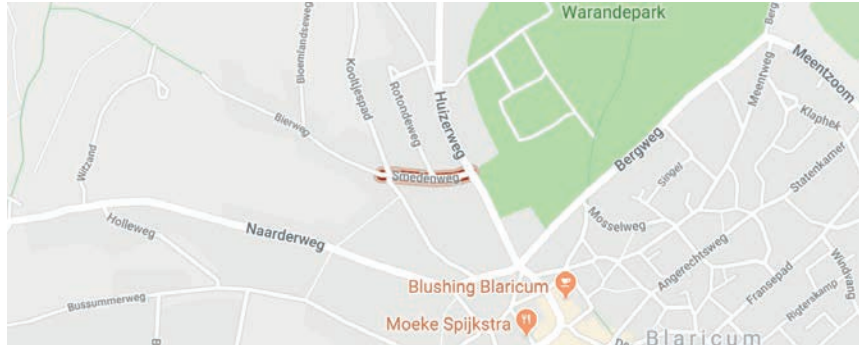 Warandepark
Berg
Meentzoom
Bloemlandseweg
Kooltjespad
Rotondeweg
Huizerweg
Meentweg
Klaphek
Bierweg
Bergweg
Witzand
Smedenweg
Singel
Statenkamer
Holleweg
Naarderweg
Mosselweg
Angerechtsweg
Windvang
Bussummerweg
Blushing Blaricum
Fransepad
Rigterskamp
Moeke Spijkstra
Blaricum